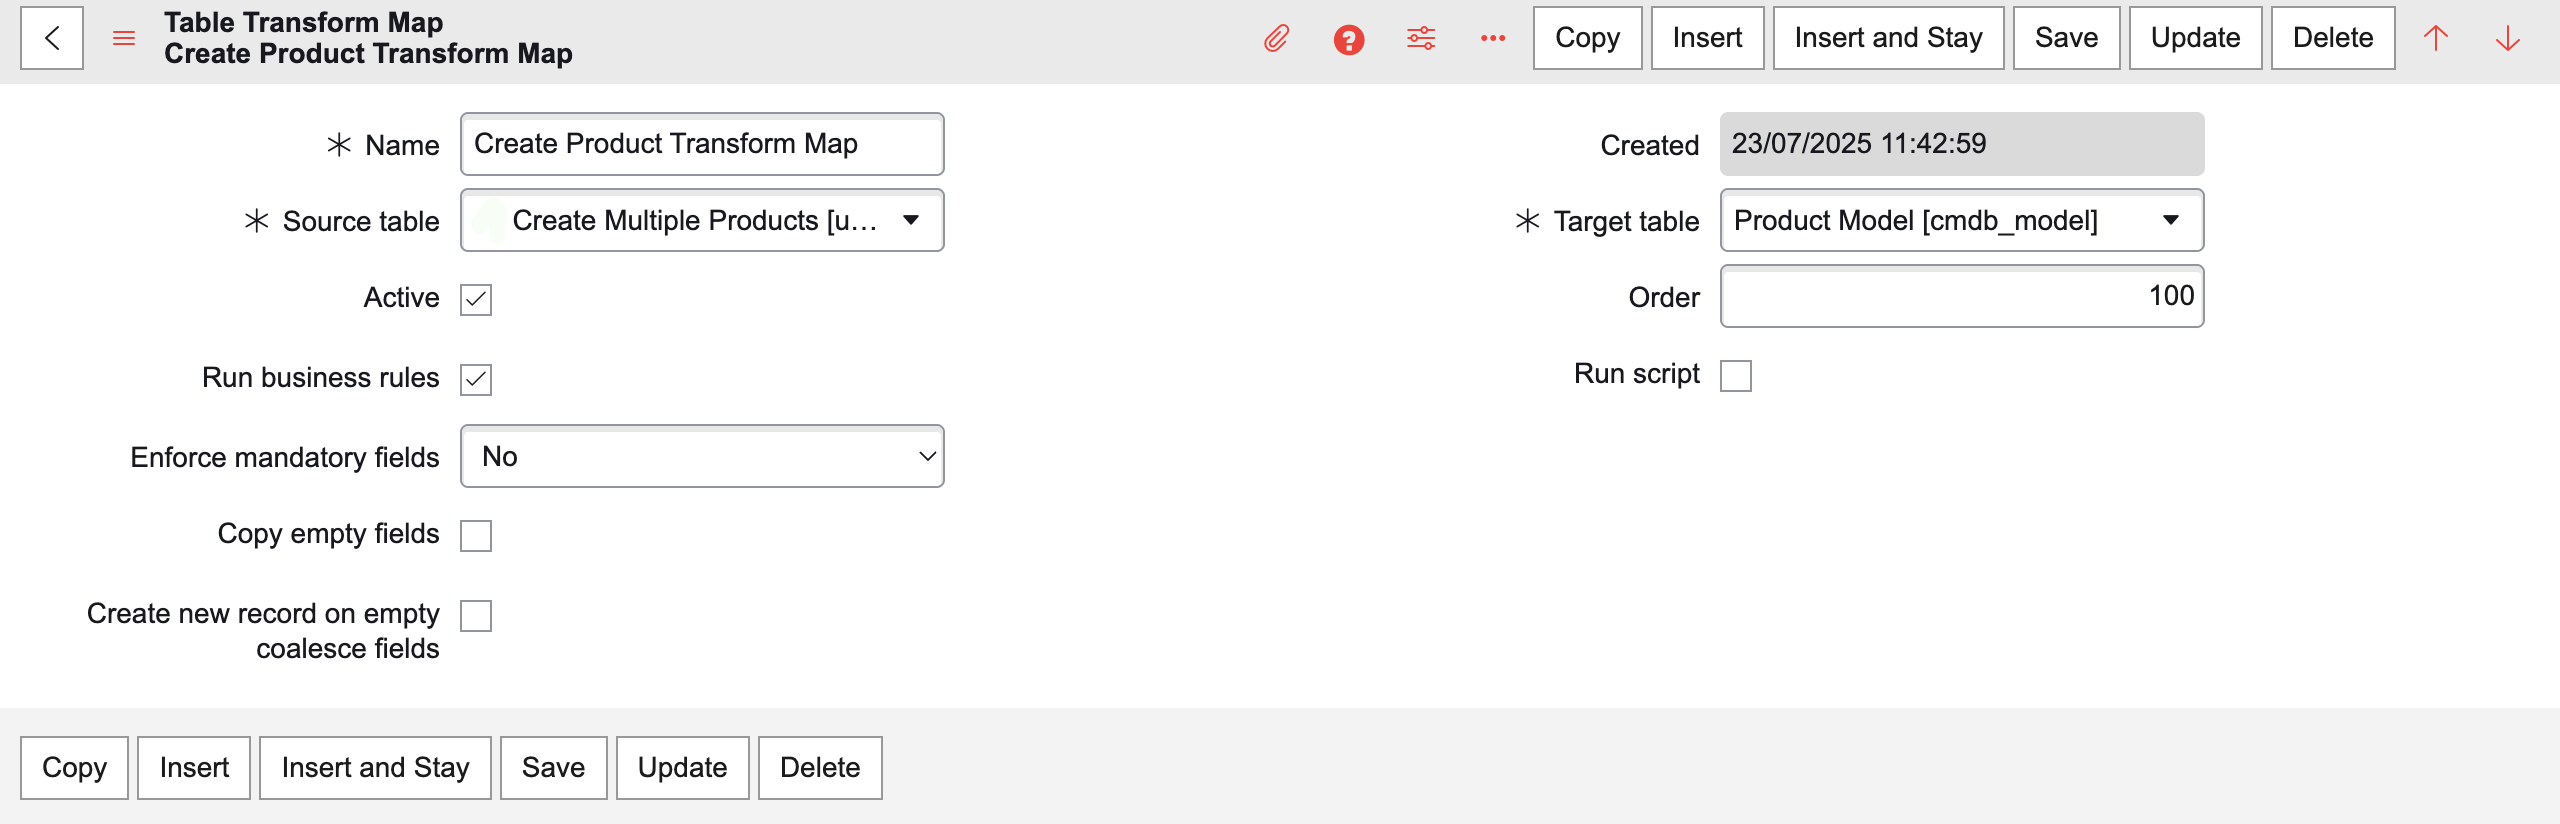 Table Transform Map
Create Product Transform Map
Copy
Insert
Insert and Stay
Save
Update
Delete
Name
Create Product Transform Map
Source table
Create Multiple Products [u...
Active
Run business rules
Enforce mandatory fields
No
Copy empty fields
Create new record on empty
coalesce fields
Created
23/07/2025 11:42:59
Target table
Product Model [cmdb_model]
Order
100
Run script
Copy
Insert
Insert and Stay
Save
Update
Delete